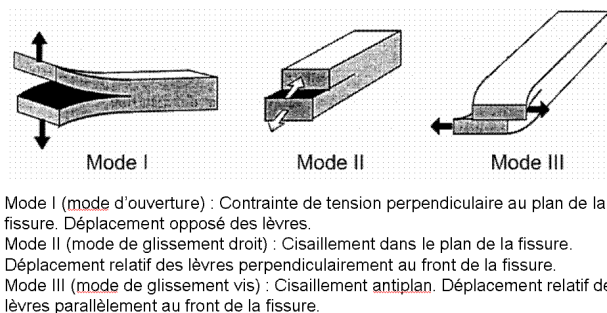 Mode I
Mode II
Mode III
Mode I (mode d'ouverture) : Contrainte de tension perpendiculaire au plan de la
fissure. Déplacement opposé des lèvres.
Mode II (mode de glissement droit) : Cisaillement dans le plan de la fissure.
Déplacement relatif des lèvres perpendiculairement au front de la fissure.
Mode III (mode de glissement vis) : Cisaillement antiplan. Déplacement relatif de
lèvres parallèlement au front de la fissure.